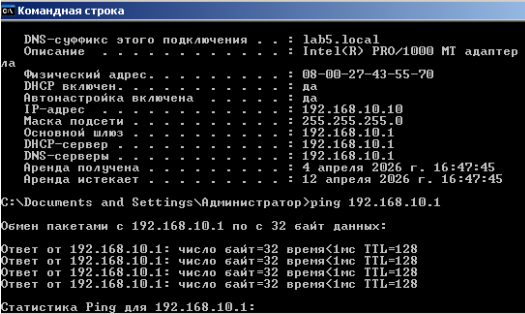 Командная строка
DNS-суффикс этого подключения . . : lab5.local
Описание . . . . . . . . . . . . : Intel(R) PRO/1000 MT адаптер
ла
Физический адрес. . . . . . . . . : 08-00-27-43-55-70
DHCP включен. . . . . . . . . . . : да
Автонастройка включена . . . . . : да
IP-адрес . . . . . . . . . . . . : 192.168.10.10
Маска подсети . . . . . . . . . . : 255.255.255.0
Основной шлюз . . . . . . . . . . : 192.168.10.1
DHCP-сервер . . . . . . . . . . . : 192.168.10.1
DNS-серверы . . . . . . . . . . . : 192.168.10.1
Аренда получена . . . . . . . . . : 4 апреля 2026 г. 16:47:45
Аренда истекает . . . . . . . . . : 12 апреля 2026 г. 16:47:45
C:\Documents and Settings\Администратор>ping 192.168.10.1
Обмен пакетами с 192.168.10.1 по с 32 байт данных:
Ответ от 192.168.10.1: число байт=32 время<1мс TTL=128
Ответ от 192.168.10.1: число байт=32 время<1мс TTL=128
Ответ от 192.168.10.1: число байт=32 время<1мс TTL=128
Ответ от 192.168.10.1: число байт=32 время<1мс TTL=128
Статистика Ping для 192.168.10.1: